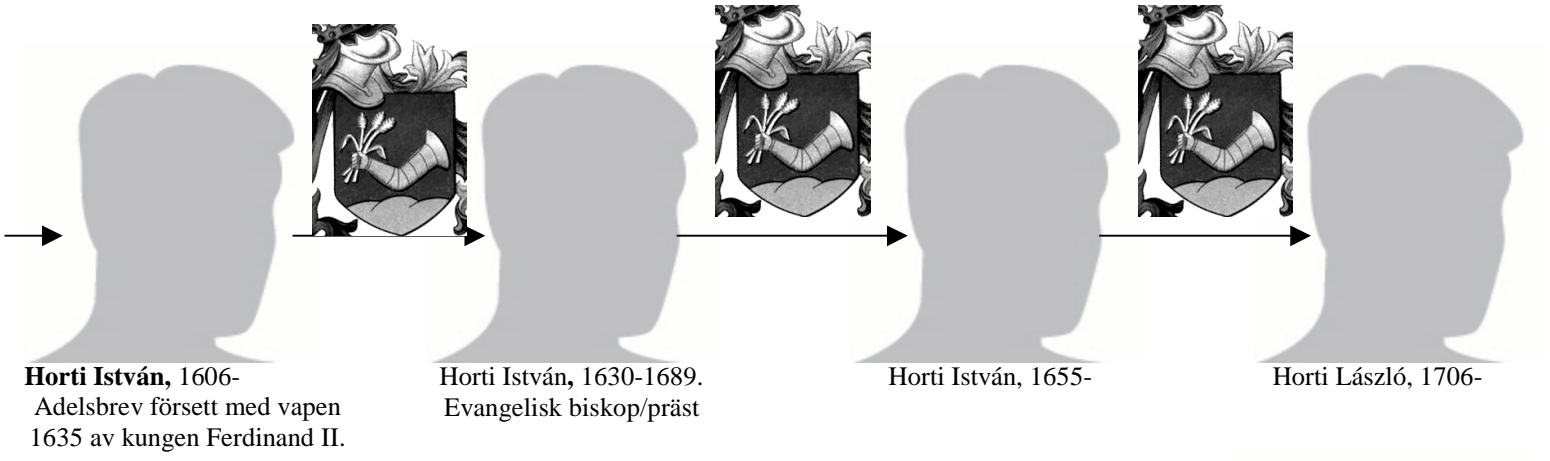 Horti István, 1606-
Adelsbrev försett med vapen
1635 av kungen Ferdinand II.
Horti István, 1630-1689.
Evangelisk biskop/präst
Horti István, 1655-
Horti László, 1706-